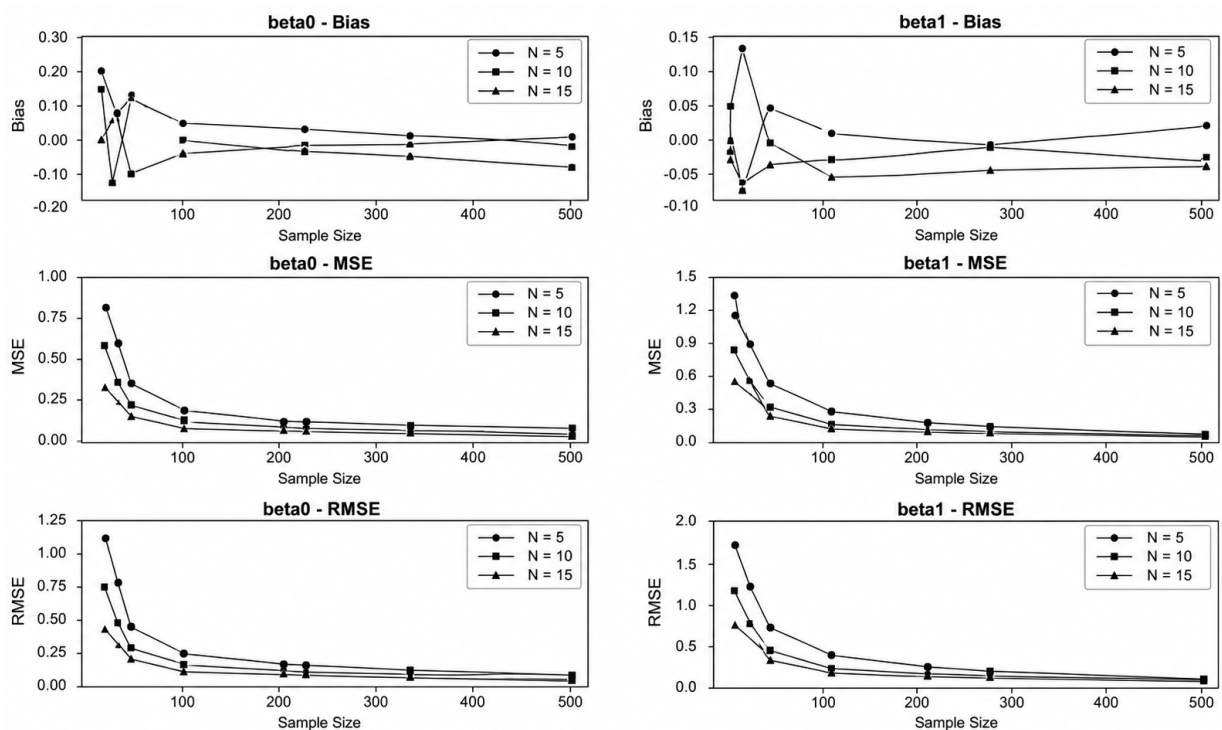 beta0 - Bias
0.30
0.20
0.10
0.00
-0.10
-0.20
Bias
N = 5
N = 10
N = 15
100 200 300 400 500
Sample Size
beta1 - Bias
0.15
0.10
0.05
0.00
-0.05
-0.10
Bias
N = 5
N = 10
N = 15
100 200 300 400 500
Sample Size
beta0 - MSE
1.00
0.75
0.50
0.25
0.00
MSE
N = 5
N = 10
N = 15
100 200 300 400 500
Sample Size
beta1 - MSE
1.5
1.2
0.9
0.6
0.3
0.0
MSE
N = 5
N = 10
N = 15
100 200 300 400 500
Sample Size
beta0 - RMSE
1.25
1.00
0.75
0.50
0.25
0.00
RMSE
N = 5
N = 10
N = 15
100 200 300 400 500
Sample Size
beta1 - RMSE
2.0
1.5
1.0
0.5
0.0
RMSE
N = 5
N = 10
N = 15
100 200 300 400 500
Sample Size